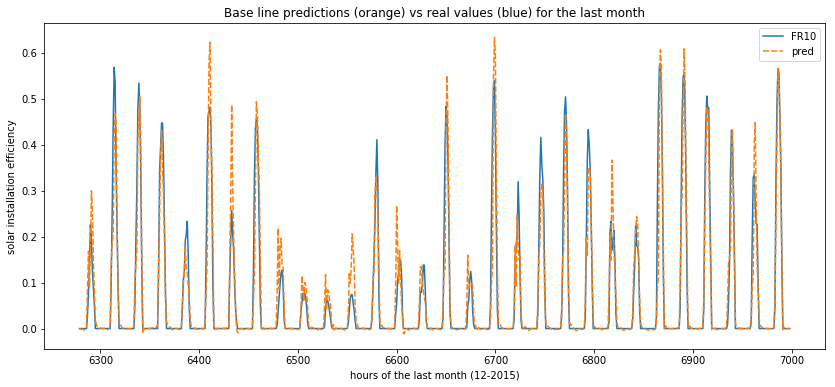 Base line predictions (orange) vs real values (blue) for the last month
FR10
pred
solar installation efficiency
0.6
0.5
0.4
0.3
0.2
0.1
0.0
6300 6400 6500 6600 6700 6800 6900 7000
hours of the last month (12-2015)